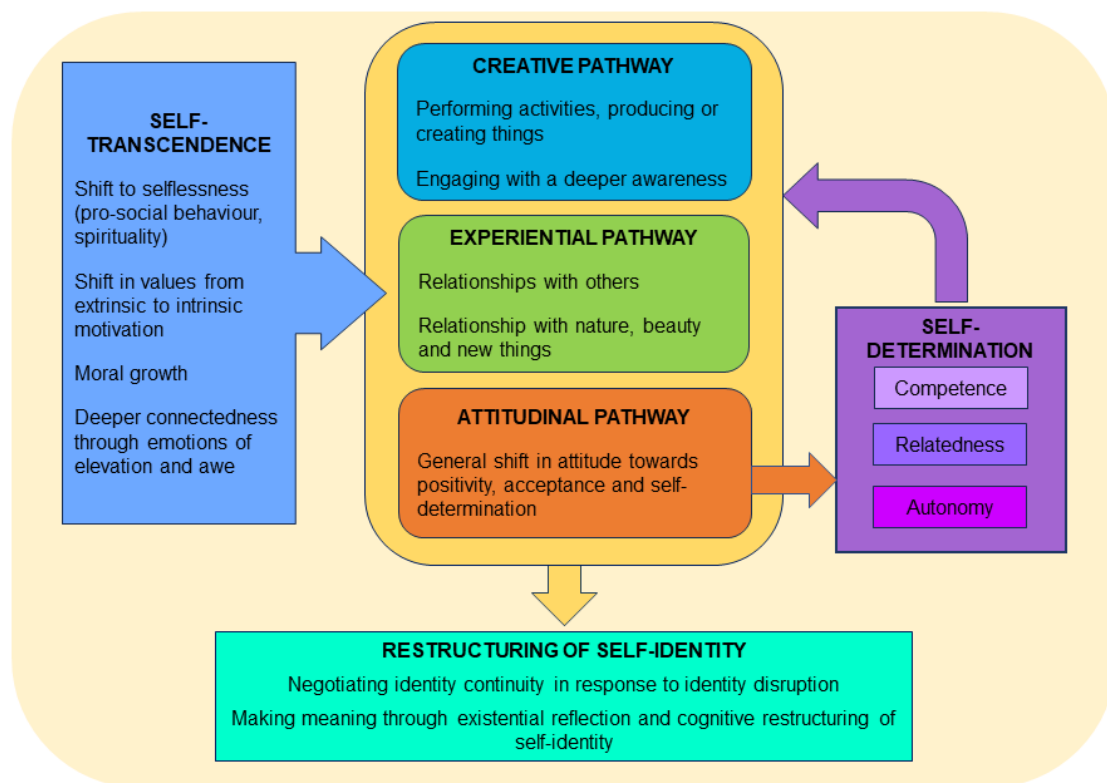 SELF-
TRANSCENDENCE
Shift to selflessness
(pro-social behaviour,
spirituality)
Shift in values from
extrinsic to intrinsic
motivation
Moral growth
Deeper connectedness
through emotions of
elevation and awe
CREATIVE PATHWAY
Performing activities, producing or
creating things
Engaging with a deeper awareness
EXPERIENTIAL PATHWAY
Relationships with others
Relationship with nature, beauty
and new things
ATTITUDINAL PATHWAY
General shift in attitude towards
positivity, acceptance and self-
determination
SELF-
DETERMINATION
Competence
Relatedness
Autonomy
RESTRUCTURING OF SELF-IDENTITY
Negotiating identity continuity in response to identity disruption
Making meaning through existential reflection and cognitive restructuring of
self-identity